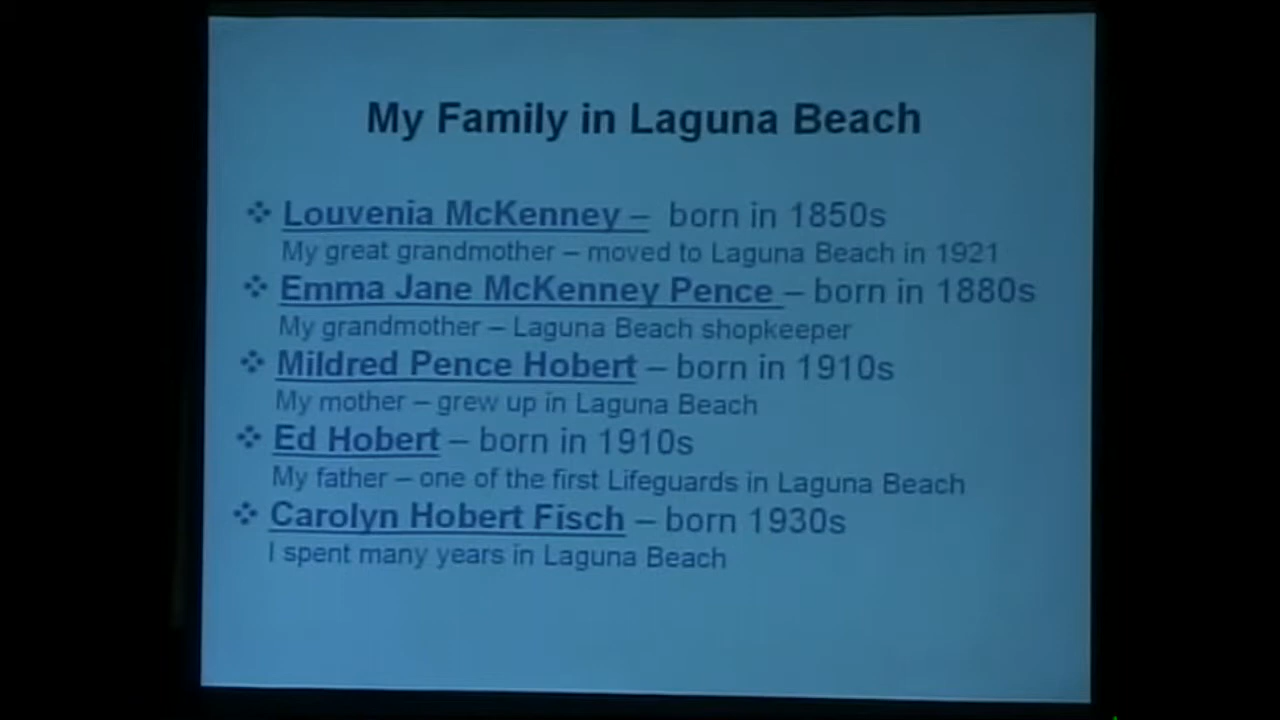 My Family in Laguna Beach
❖ Louvenia McKenney – born in 1850s
My great grandmother – moved to Laguna Beach in 1921
❖ Emma Jane McKenney Pence – born in 1880s
My grandmother – Laguna Beach shopkeeper
❖ Mildred Pence Hobert – born in 1910s
My mother – grew up in Laguna Beach
❖ Ed Hobert – born in 1910s
My father – one of the first Lifeguards in Laguna Beach
❖ Carolyn Hobert Fisch – born 1930s
I spent many years in Laguna Beach